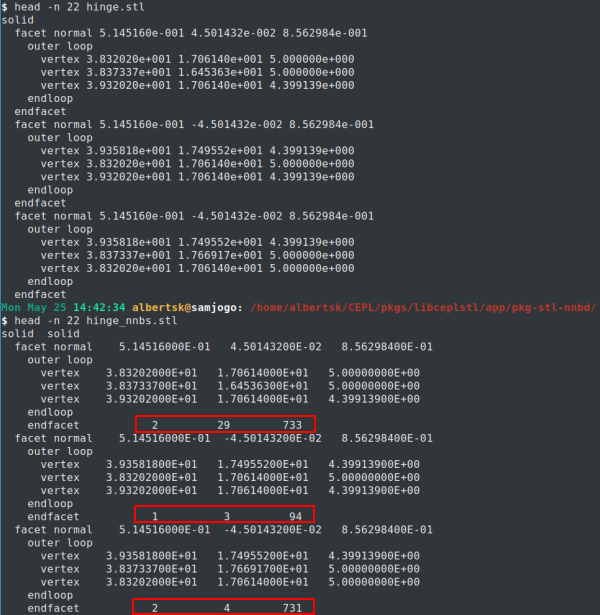 $ head -n 22 hinge.stl
solid
  facet normal 5.145160e-001 4.501432e-002 8.562984e-001
    outer loop
      vertex 3.832020e+001 1.706140e+001 5.000000e+000
      vertex 3.837337e+001 1.645363e+001 5.000000e+000
      vertex 3.932020e+001 1.706140e+001 4.399139e+000
    endloop
  endfacet
  facet normal 5.145160e-001 -4.501432e-002 8.562984e-001
    outer loop
      vertex 3.935818e+001 1.749552e+001 4.399139e+000
      vertex 3.832020e+001 1.706140e+001 5.000000e+000
      vertex 3.932020e+001 1.706140e+001 4.399139e+000
    endloop
  endfacet
  facet normal 5.145160e-001 -4.501432e-002 8.562984e-001
    outer loop
      vertex 3.935818e+001 1.749552e+001 4.399139e+000
      vertex 3.837337e+001 1.766917e+001 5.000000e+000
      vertex 3.832020e+001 1.706140e+001 5.000000e+000
    endloop
  endfacet
Mon May 25 14:42:34 albertsk@samjogo: /home/albertsk/CEPL/pkgs/libceplstl/app/pkg-stl-nnbd/
$ head -n 22 hinge_nnbs.stl
solid  solid
  facet normal    5.14516000E-01   4.50143200E-02   8.56298400E-01
    outer loop
      vertex    3.83202000E+01   1.70614000E+01   5.00000000E+00
      vertex    3.83733700E+01   1.64536300E+01   5.00000000E+00
      vertex    3.93202000E+01   1.70614000E+01   4.39913900E+00
    endloop
    endfacet           2         29        733
  facet normal    5.14516000E-01  -4.50143200E-02   8.56298400E-01
    outer loop
      vertex    3.93581800E+01   1.74955200E+01   4.39913900E+00
      vertex    3.83202000E+01   1.70614000E+01   5.00000000E+00
      vertex    3.93202000E+01   1.70614000E+01   4.39913900E+00
    endloop
    endfacet           1          3         94
  facet normal    5.14516000E-01  -4.50143200E-02   8.56298400E-01
    outer loop
      vertex    3.93581800E+01   1.74955200E+01   4.39913900E+00
      vertex    3.83733700E+01   1.76691700E+01   5.00000000E+00
      vertex    3.83202000E+01   1.70614000E+01   5.00000000E+00
    endloop
    endfacet           2          4        731